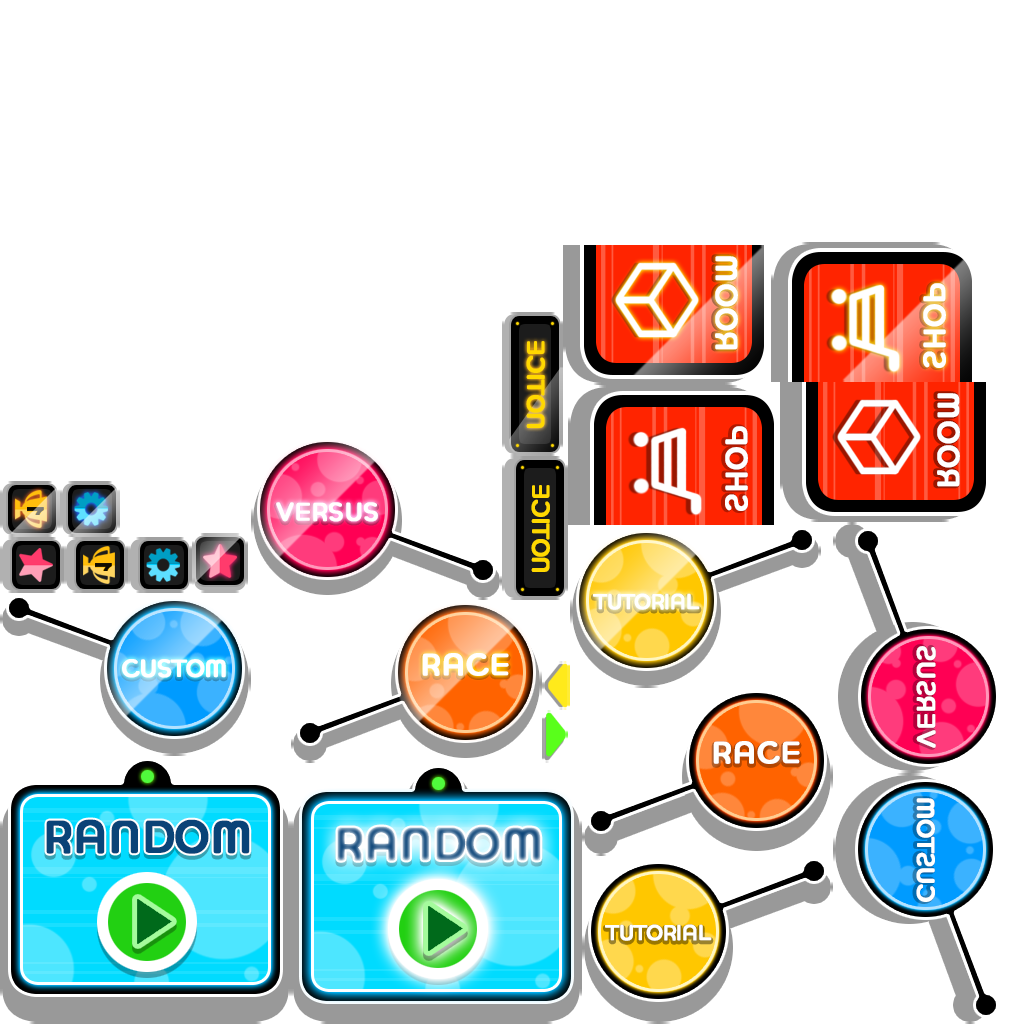 ROOM
SHOP
NOTICE
SHOP
ROOM
NOTICE
VERSUS
TUTORIAL
CUSTOM
RACE
VERSUS
RACE
RANDOM
RANDOM
CUSTOM
TUTORIAL